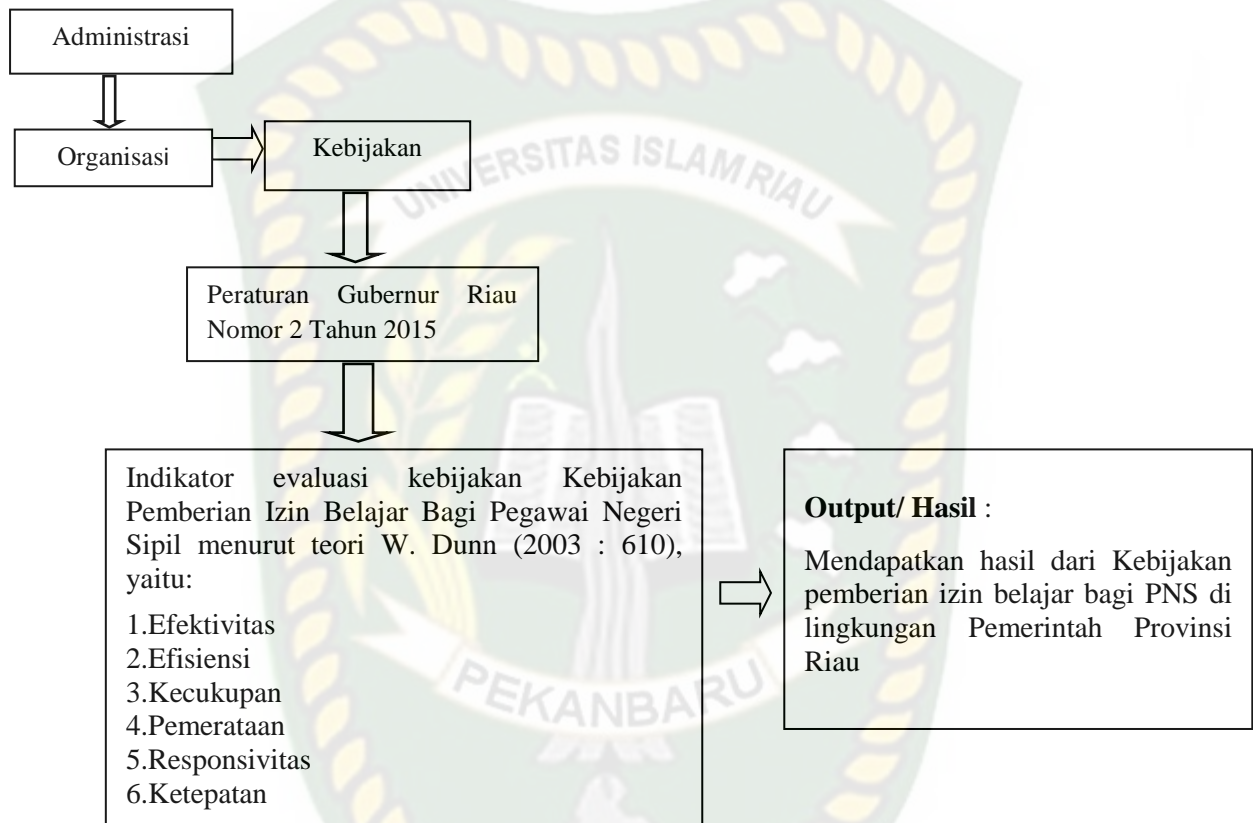 Administrasi
Organisasi
Kebijakan
UNIVERSITAS ISLAM RIAU
Peraturan Gubernur Riau
Nomor 2 Tahun 2015
Indikator evaluasi kebijakan Kebijakan
Pemberian Izin Belajar Bagi Pegawai Negeri
Sipil menurut teori W. Dunn (2003 : 610),
yaitu:
1.Efektivitas
2.Efisiensi
3.Kecukupan
4.Pemerataan
5.Responsivitas
6.Ketepatan
Output/ Hasil :
Mendapatkan hasil dari Kebijakan
pemberian izin belajar bagi PNS di
lingkungan Pemerintah Provinsi
Riau
PEKANBARU